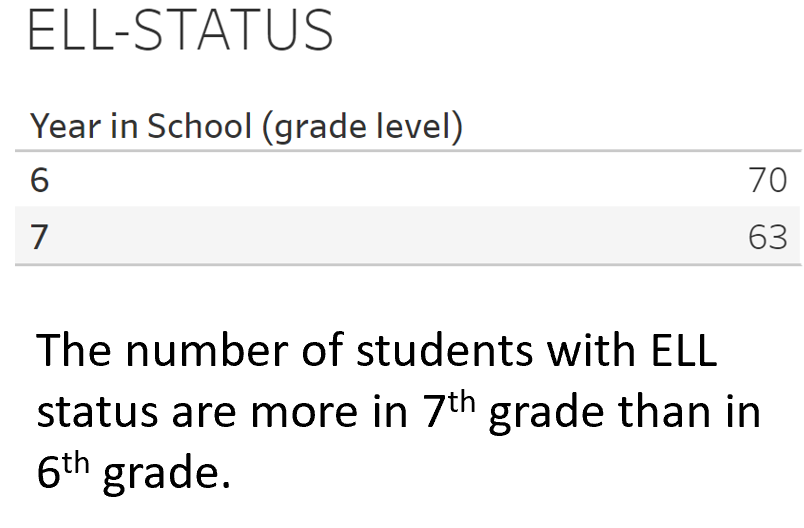 ELL-STATUS
Year in School (grade level)
6 70
7 63
The number of students with ELL
status are more in 7th grade than in
6th grade.